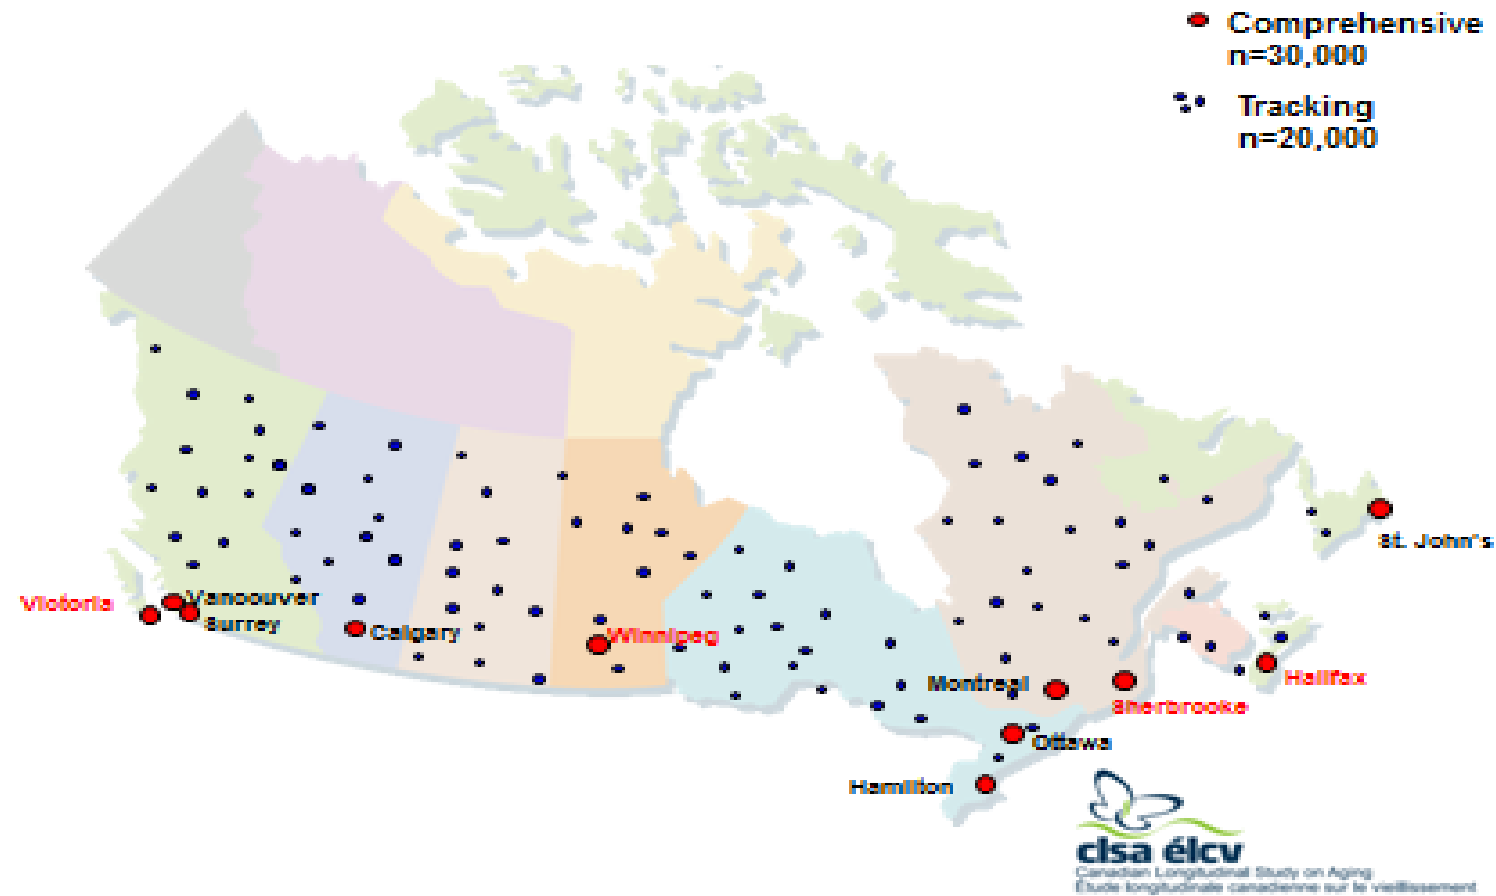 Comprehensive
n=30,000
Tracking
n=20,000
St. John's
Victoria
Vancouver
Surrey
Calgary
Winnipeg
Halifax
Montreal
Sherbrooke
Ottawa
Hamilton
clsa élcv
Canadian Longitudinal Study on Aging
Étude longitudinale canadienne sur le vieillissement